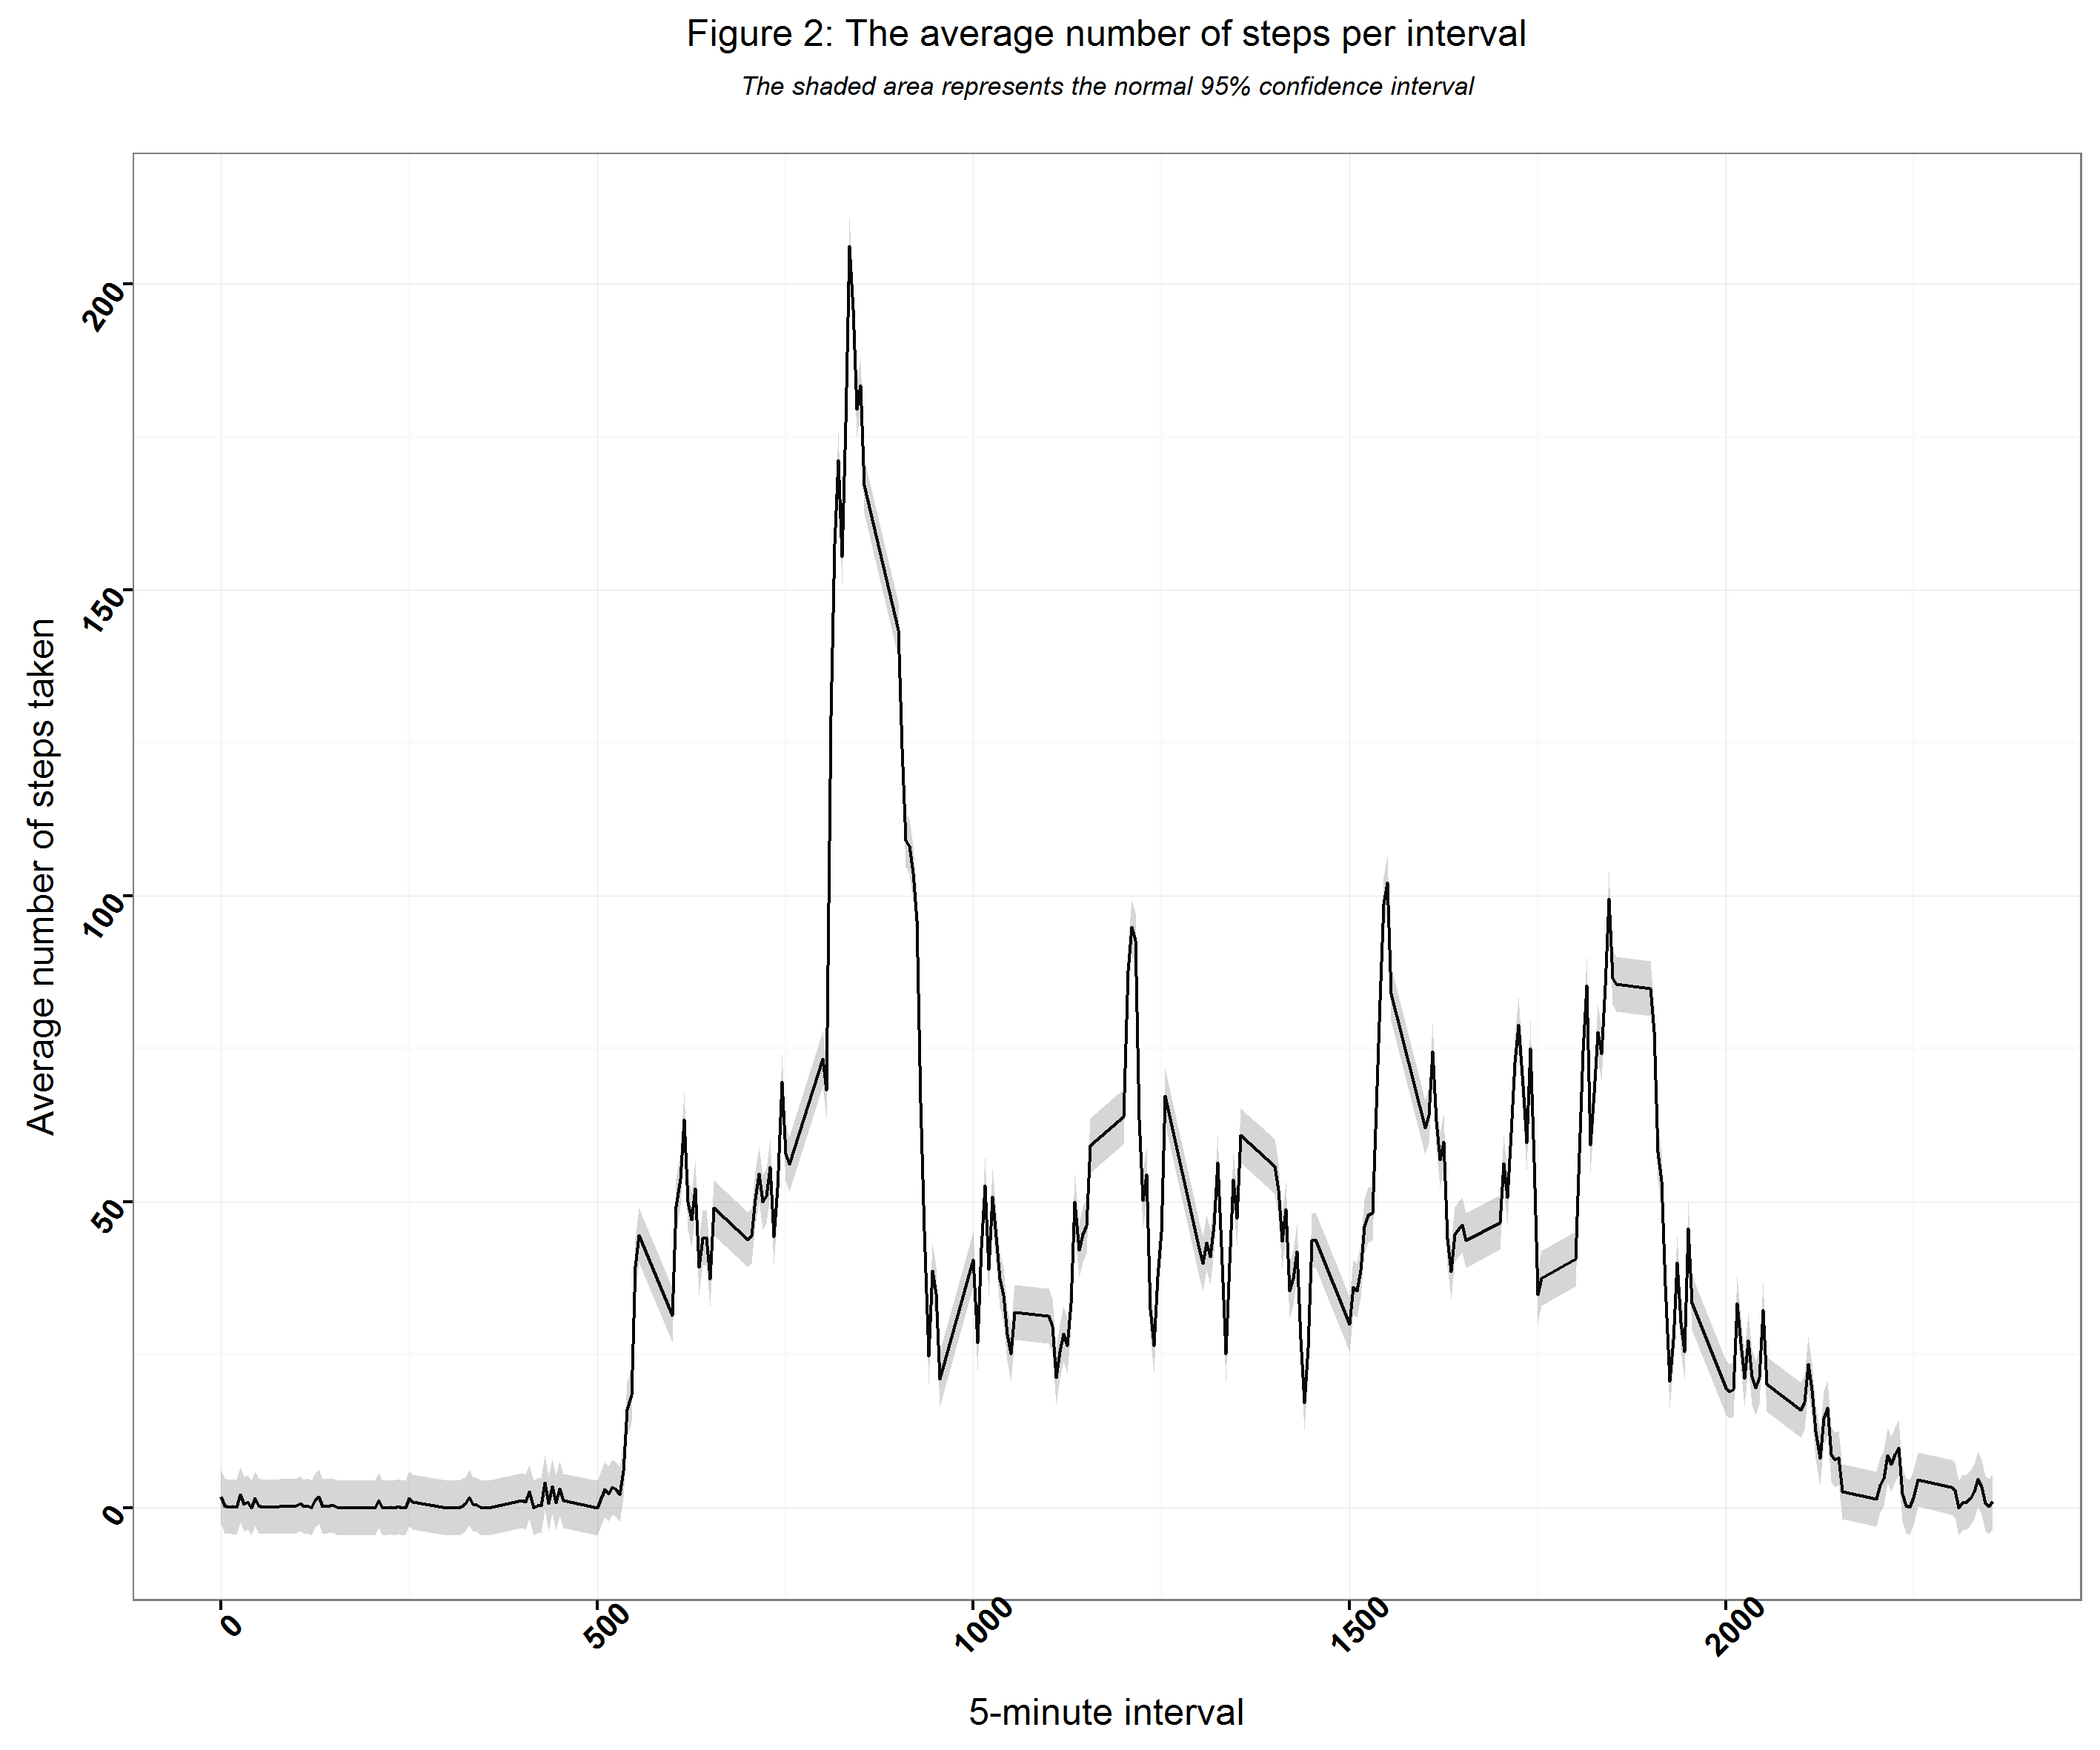 Figure 2: The average number of steps per interval
The shaded area represents the normal 95% confidence interval
Average number of steps taken
200
150
100
50
0
0
500
1000
1500
2000
5-minute interval